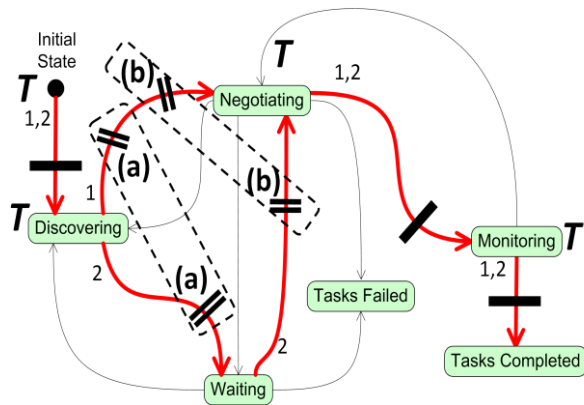 Initial
State
T
1,2
(b)
T
Negotiating
1,2
(a)
1
(b)
T
Discovering
2
(a)
Monitoring
T
1,2
Tasks Failed
2
Tasks Completed
Waiting